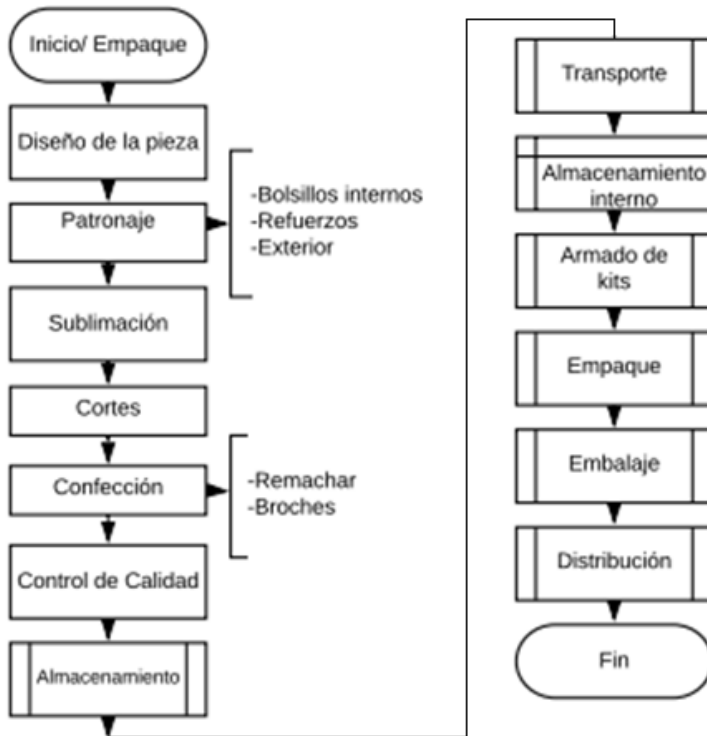 Inicio/ Empaque
Diseño de la pieza
Patronaje
-Bolsillos internos
-Refuerzos
-Exterior
Sublimación
Cortes
Confección
-Remachar
-Broches
Control de Calidad
Almacenamiento
Transporte
Almacenamiento
interno
Armado de
kits
Empaque
Embalaje
Distribución
Fin